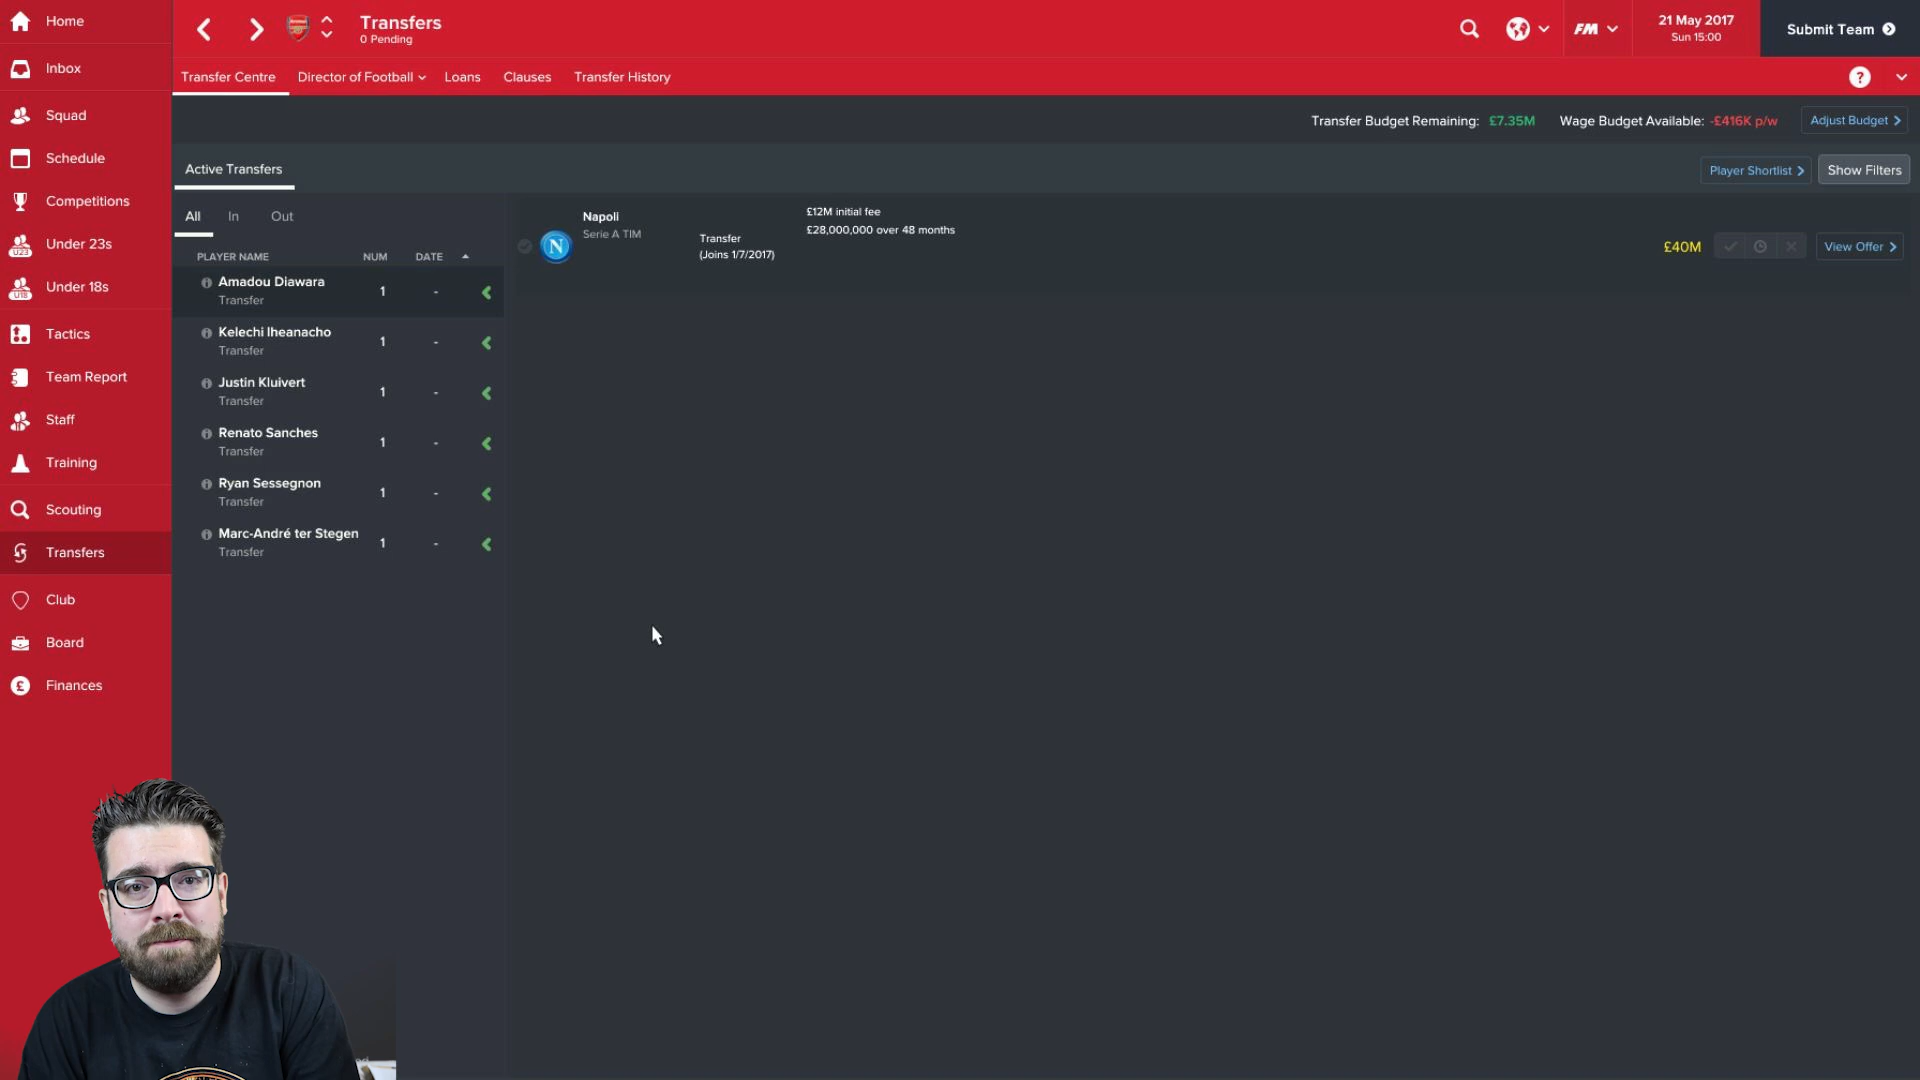 Home
Inbox
Squad
Schedule
Competitions
Under 23s
U23
Under 18s
U18
Tactics
Team Report
Staff
Training
Scouting
Transfers
Club
Board
Finances
Transfers
0 Pending
FM
21 May 2017
Sun 15:00
Submit Team
Transfer Centre
Director of Football
Loans
Clauses
Transfer History
?
Transfer Budget Remaining: £7.35M
Wage Budget Available: -£416K p/w
Adjust Budget
Active Transfers
Player Shortlist
Show Filters
All
In
Out
PLAYER NAME NUM DATE
Amadou Diawara 1 -
Transfer
Kelechi Iheanacho 1 -
Transfer
Justin Kluivert 1 -
Transfer
Renato Sanches 1 -
Transfer
Ryan Sessegnon 1 -
Transfer
Marc-André ter Stegen 1 -
Transfer
N
Napoli
Serie A TIM
Transfer
(Joins 1/7/2017)
£12M initial fee
£28,000,000 over 48 months
£40M
View Offer